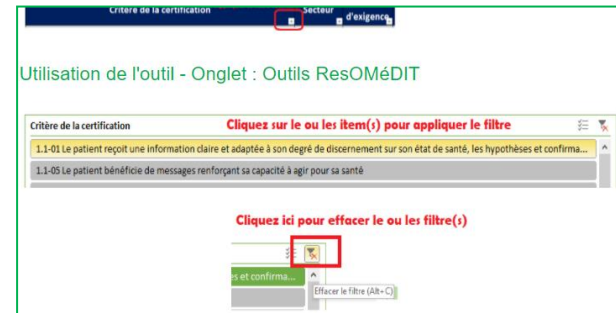 Critère de la certification Secteur
d'exigence
Utilisation de l'outil - Onglet : Outils ResOMéDIT
Critère de la certification Cliquez sur le ou les item(s) pour appliquer le filtre
1.1-01 Le patient reçoit une information claire et adaptée à son degré de discernement sur son état de santé, les hypothèses et confirma...
1.1-05 Le patient bénéficie de messages renforçant sa capacité à agir pour sa santé
Cliquez ici pour effacer le ou les filtre(s)
es et confirma...
Effacer le filtre (Alt+C)